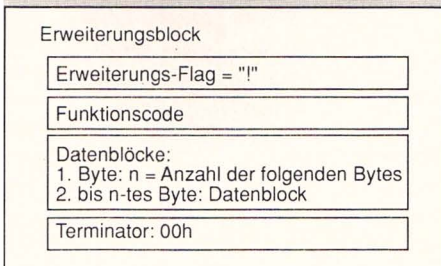 Erweiterungsblock
Erweiterungs-Flag = "!"
Funktionscode
Datenblöcke:
1. Byte: n = Anzahl der folgenden Bytes
2. bis n-tes Byte: Datenblock
Terminator: 00h